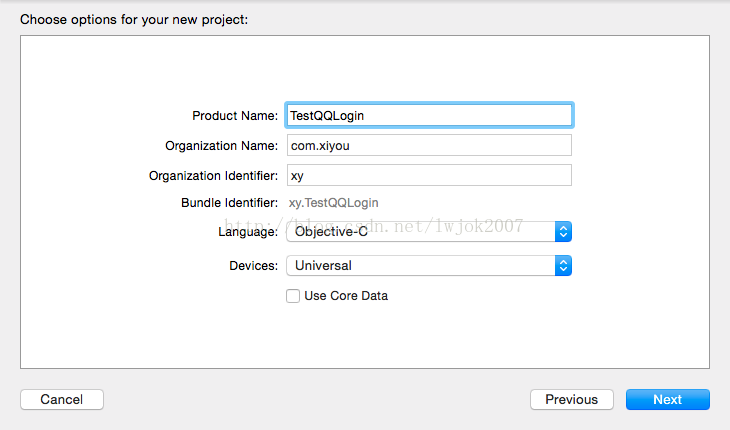 Choose options for your new project:
Product Name: TestQQLogin
Organization Name: com.xiyou
Organization Identifier: xy
Bundle Identifier: xy.TestQQLogin
http://blog.csdn.net/lwjok2007
Language: Objective-C
Devices: Universal
Use Core Data
Cancel Previous Next